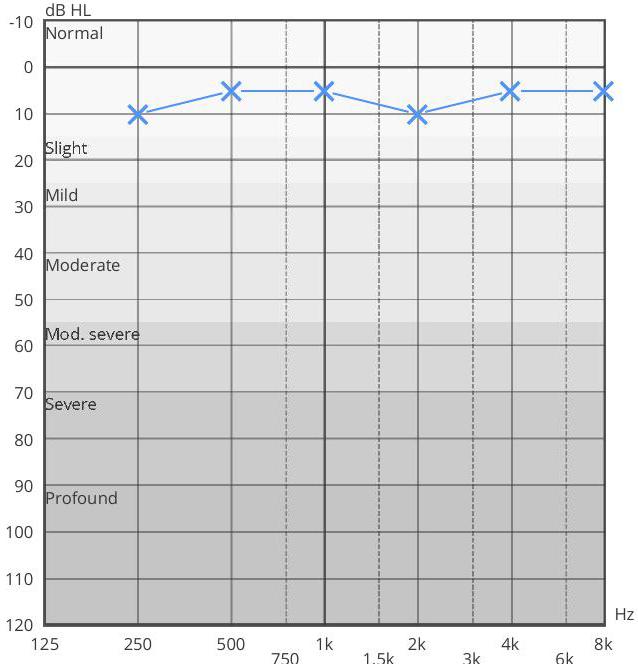 dB HL
-10
Normal
0
10
Slight
20
Mild
30
40
Moderate
50
Mod. severe
60
70
Severe
80
90
Profound
100
110
Hz
120
125 250 500 1k 2k 4k 8k
750 1.5k 3k 6k